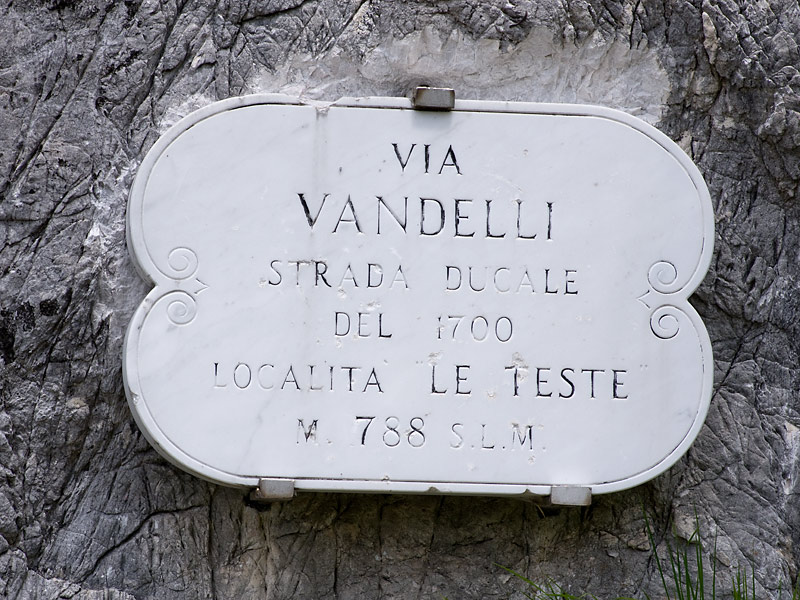 VIA
VANDELLI
STRADA DUCALE
DEL 1700
LOCALITA "LE TESTE"
M. 788 S.L.M.